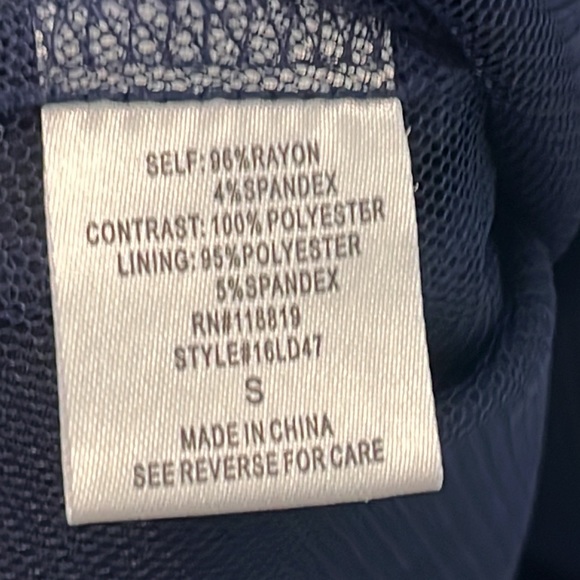 SELF: 96%RAYON
4%SPANDEX
CONTRAST: 100% POLYESTER
LINING: 95%POLYESTER
5%SPANDEX
RN#118819
STYLE#16LD47
S
MADE IN CHINA
SEE REVERSE FOR CARE